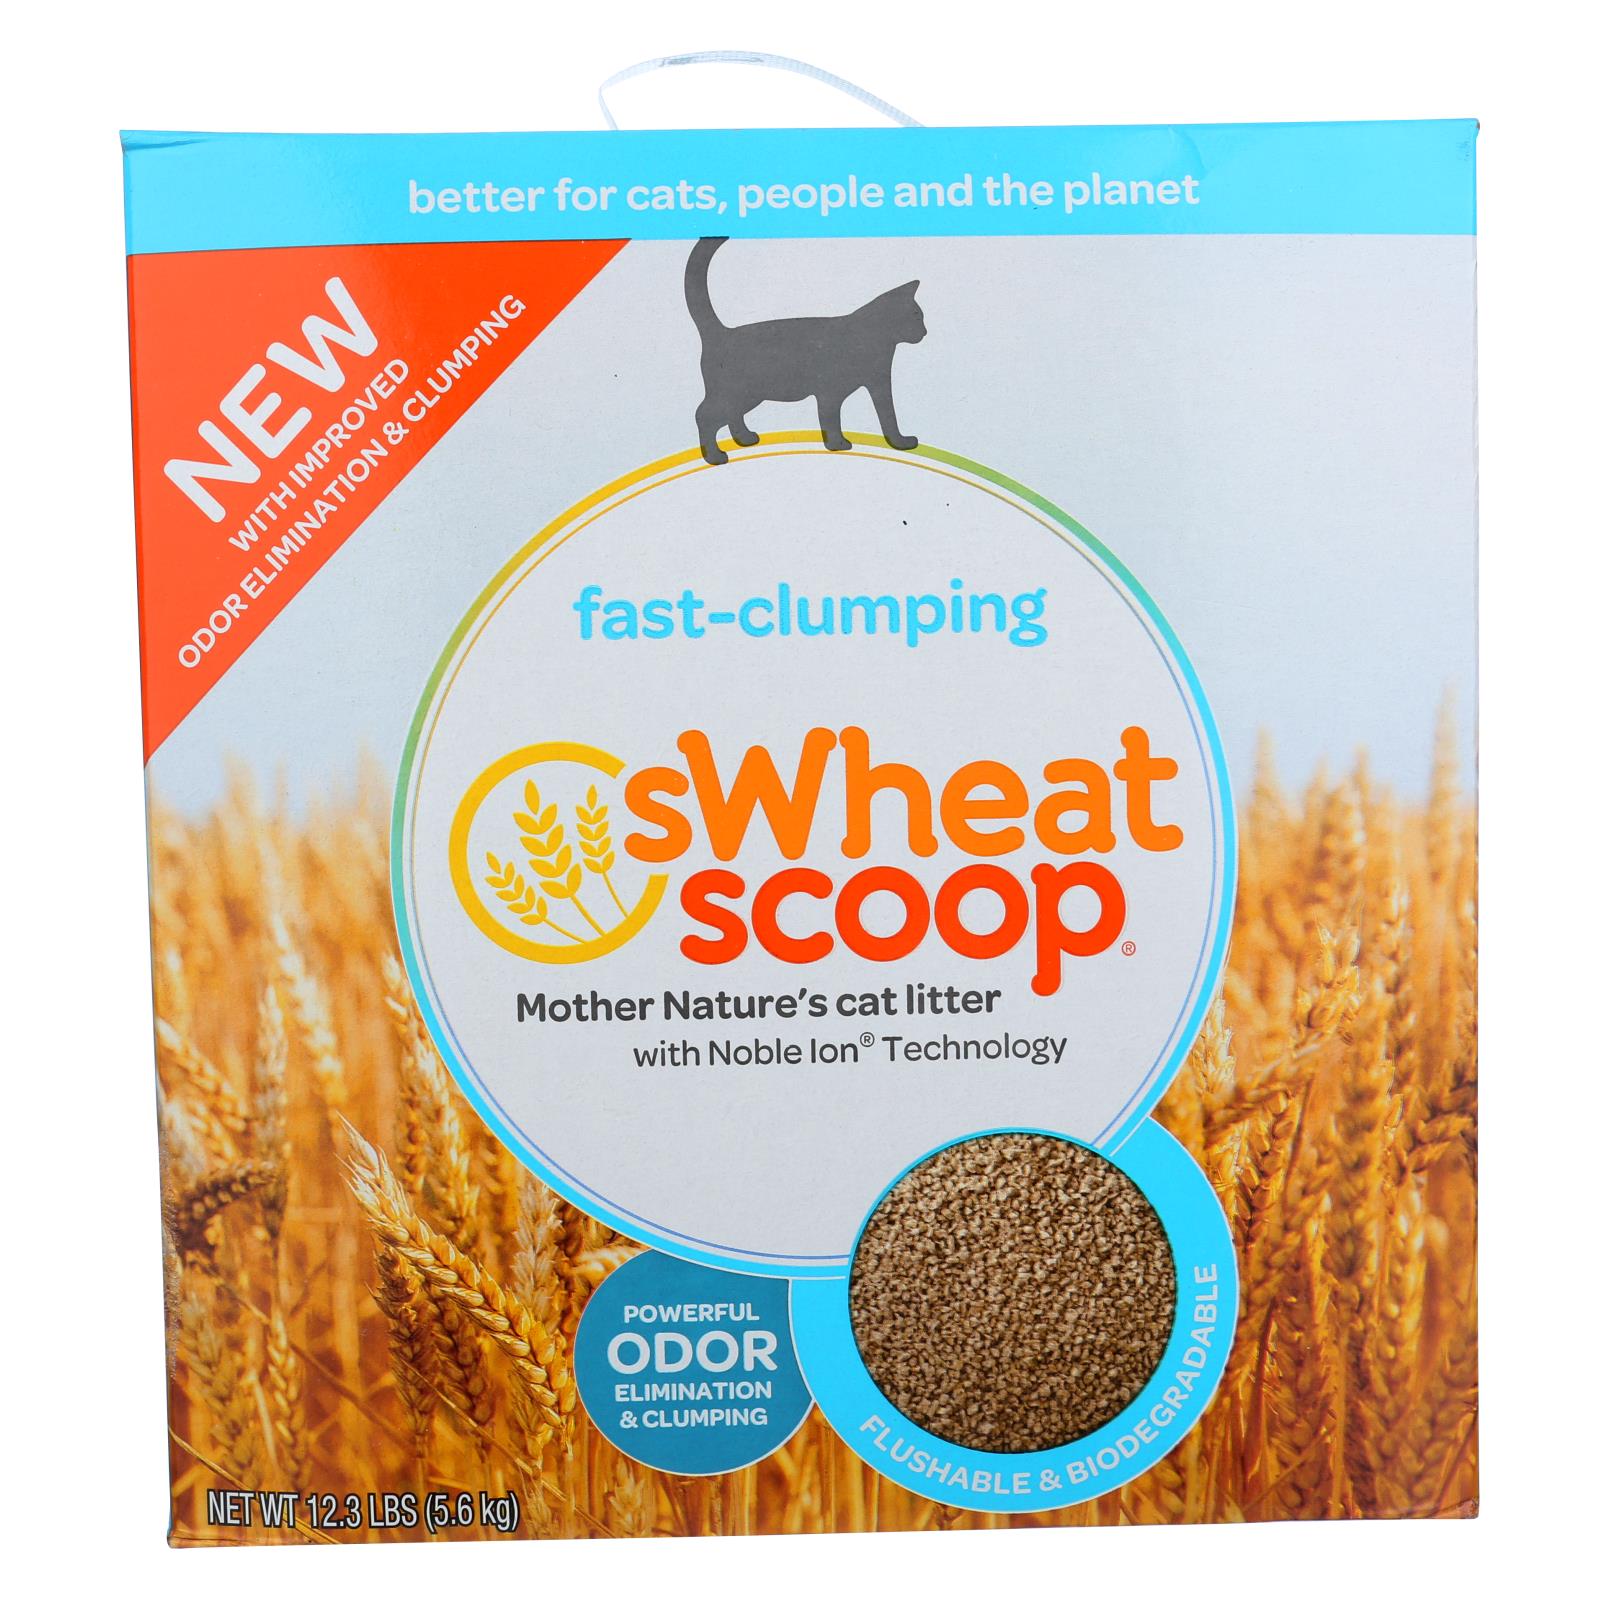 better for cats, people and the planet
NEW
WITH IMPROVED
ODOR ELIMINATION & CLUMPING
fast-clumping
sWheat
scoop®
Mother Nature's cat litter
with Noble Ion® Technology
POWERFUL
ODOR
ELIMINATION
& CLUMPING
FLUSHABLE & BIODEGRADABLE
NET WT 12.3 LBS (5.6 kg)